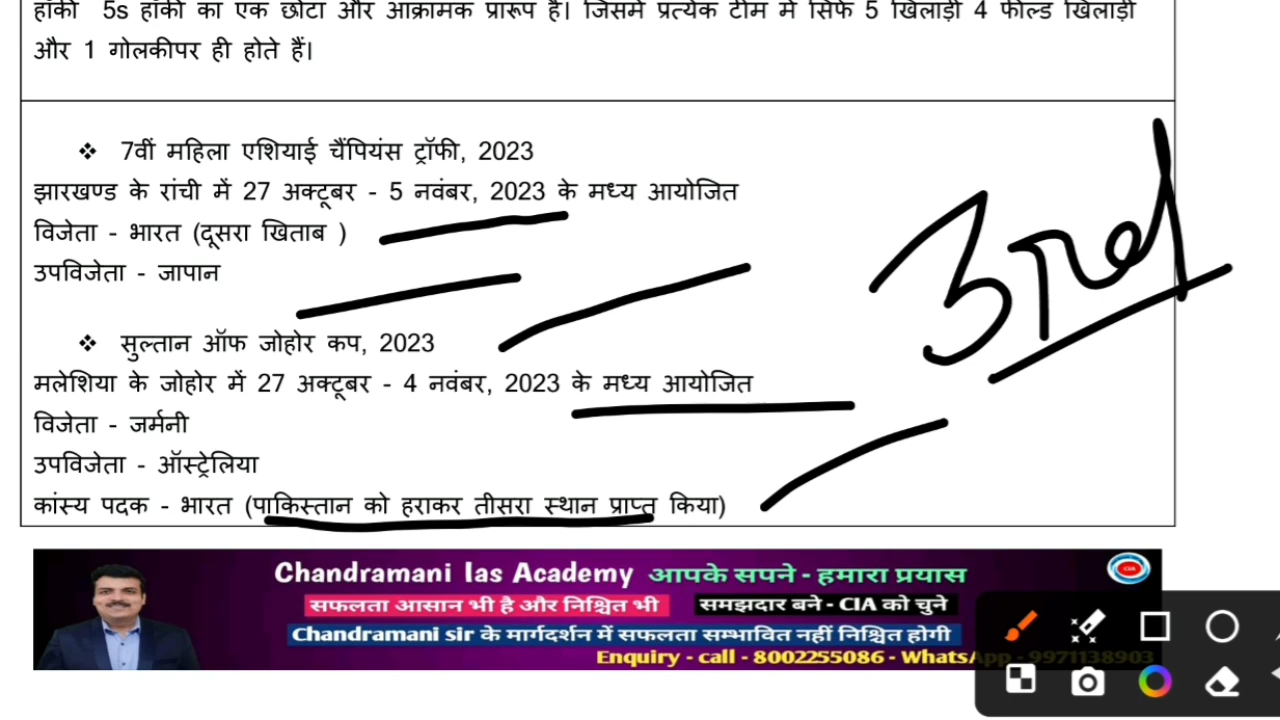 हॉकी 5s हॉकी का एक छोटा और आक्रामक प्रारूप है। जिसमें प्रत्येक टीम में सिर्फ 5 खिलाड़ी 4 फील्ड खिलाड़ी
और 1 गोलकीपर ही होते हैं।
❖ 7वीं महिला एशियाई चैंपियंस ट्रॉफी, 2023
झारखण्ड के रांची में 27 अक्टूबर - 5 नवंबर, 2023 के मध्य आयोजित
विजेता - भारत (दूसरा खिताब )
उपविजेता - जापान
3rd
❖ सुल्तान ऑफ जोहोर कप, 2023
मलेशिया के जोहोर में 27 अक्टूबर - 4 नवंबर, 2023 के मध्य आयोजित
विजेता - जर्मनी
उपविजेता - ऑस्ट्रेलिया
कांस्य पदक - भारत (पाकिस्तान को हराकर तीसरा स्थान प्राप्त किया)
Chandramani Ias Academy आपके सपने - हमारा प्रयास
सफलता आसान भी है और निश्चित भी समझदार बने - CIA को चुने
Chandramani sir के मार्गदर्शन में सफलता सम्भावित नहीं निश्चित होगी
Enquiry - call - 8002255086 - WhatsApp - 9971138903
CIA